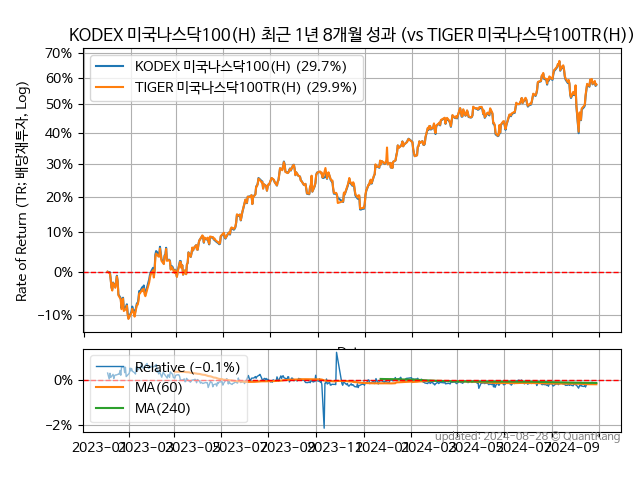 KODEX 미국나스닥100(H) 최근 1년 8개월 성과 (vs TIGER 미국나스닥100TR(H))
Rate of Return (TR; 배당재투자, Log)
70%
60%
50%
40%
30%
20%
10%
0%
−10%
KODEX 미국나스닥100(H) (29.7%)
TIGER 미국나스닥100TR(H) (29.9%)
0%
−2%
Relative (−0.1%)
MA(60)
MA(240)
updated: 2024-08-28 © QuantKang
2023-01 2023-03 2023-05 2023-07 2023-09 2023-11 2024-01 2024-03 2024-05 2024-07 2024-09